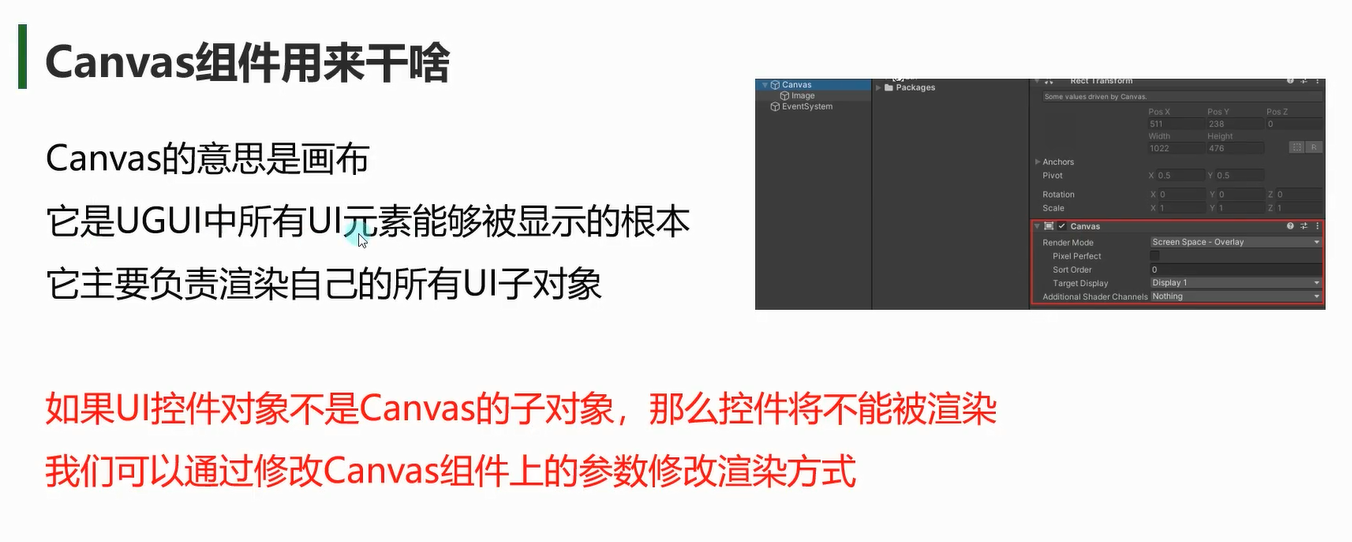 Canvas组件用来干啥
Canvas的意思是画布
它是UGUI中所有UI元素能够被显示的根本
它主要负责渲染自己的所有UI子对象
如果UI控件对象不是Canvas的子对象，那么控件将不能被渲染
我们可以通过修改Canvas组件上的参数修改渲染方式
Canvas
Image
EventSystem
Packages
Rect Transform
Some values driven by Canvas.
Pos X Pos Y Pos Z
511 238 0
Width Height
1022 476 R
Anchors
Pivot X 0.5 Y 0.5
Rotation X 0 Y 0 Z 0
Scale X 1 Y 1 Z 1
Canvas
Render Mode Screen Space - Overlay
Pixel Perfect
Sort Order 0
Target Display Display 1
Additional Shader Channels Nothing